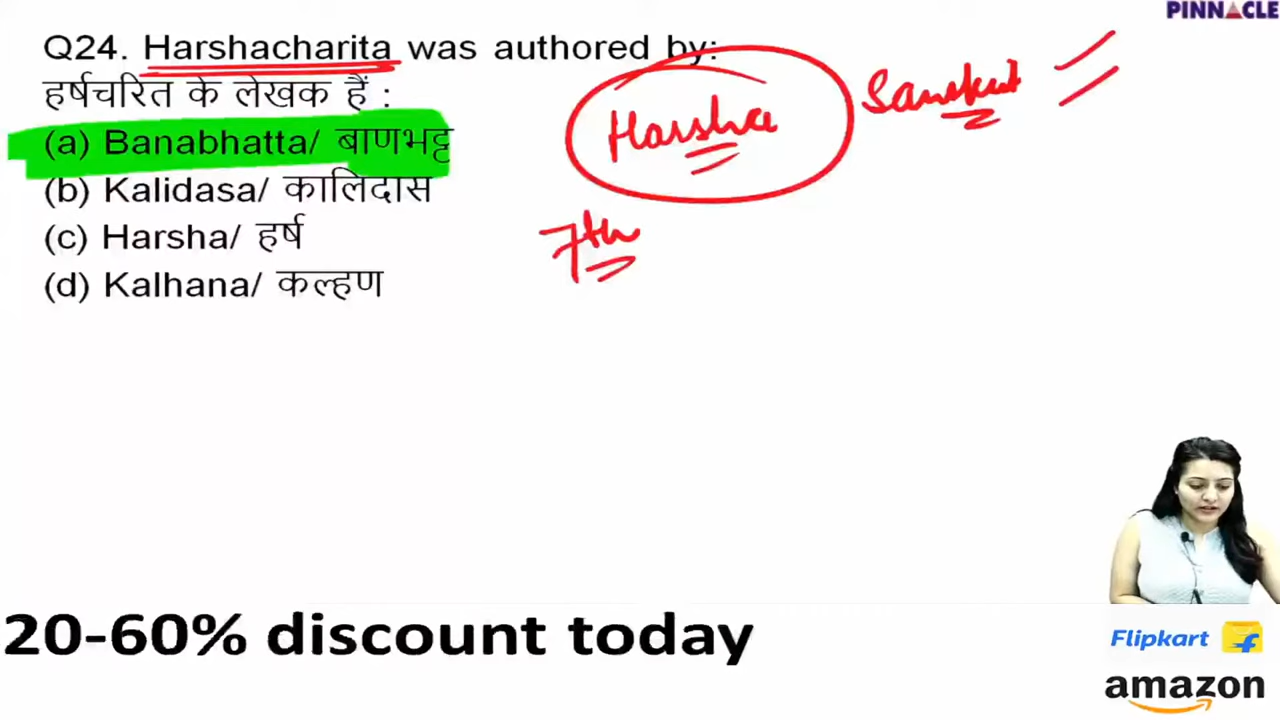 PINNACLE
Q24. Harshacharita was authored by:
हर्षचरित के लेखक हैं :
(a) Banabhatta/ बाणभट्ट
(b) Kalidasa/ कालिदास
(c) Harsha/ हर्ष
(d) Kalhana/ कल्हण
Harsha
Sanskrit
7th
20-60% discount today
Flipkart
amazon